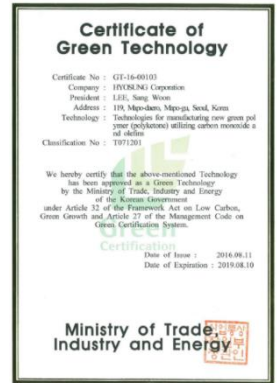 Certificate of
Green Technology
Certificate No : GT-16-00103
Company : HYOSUNG Corporation
President : LEE, Sang Woon
Address : 119, Mapo-daero, Mapo-gu, Seoul, Korea
Technology : Technologies for manufacturing new green pol
ymer (polyketone) utilizing carbon monoxide a
nd olefins
Classification No : T071201
We hereby certify that the above-mentioned Technology
has been approved as a Green Technology
by the Ministry of Trade, Industry and Energy
of the Korean Government
under Article 32 of the Framework Act on Low Carbon,
Green Growth and Article 27 of the Management Code on
Green Certification System.
Green
Certification
Date of Issue : 2016.08.11
Date of Expiration : 2019.08.10
Ministry of Trade,
Industry and Energy